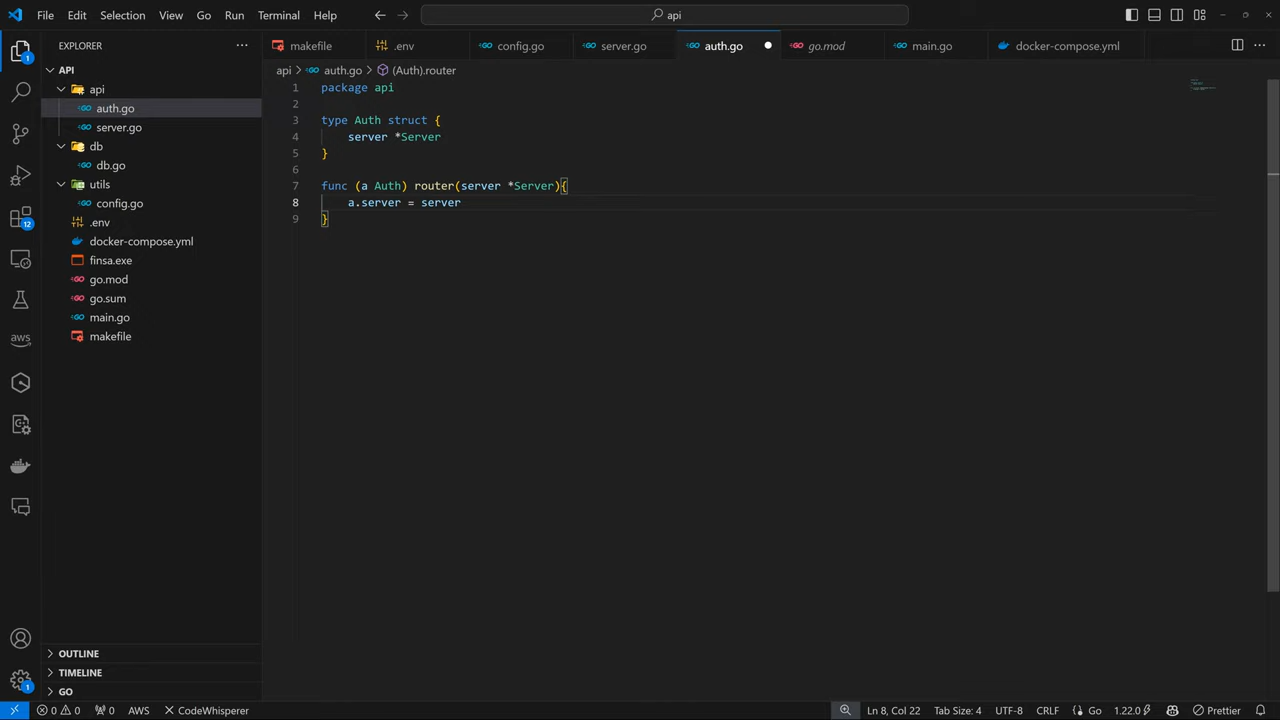 File Edit Selection View Go Run Terminal Help
api
EXPLORER
makefile
.env
config.go
server.go
auth.go
go.mod
main.go
docker-compose.yml
API
api
auth.go
server.go
db
db.go
utils
config.go
.env
docker-compose.yml
finsa.exe
go.mod
go.sum
main.go
makefile
OUTLINE
TIMELINE
GO
1
12
aws
1
api > auth.go > (Auth).router
1 package api
2
3 type Auth struct {
4 server *Server
5 }
6
7 func (a Auth) router(server *Server){
8 a.server = server
9 }
0 0 0 AWS CodeWhisperer Ln 8, Col 22 Tab Size: 4 UTF-8 CRLF Go 1.22.0 Prettier